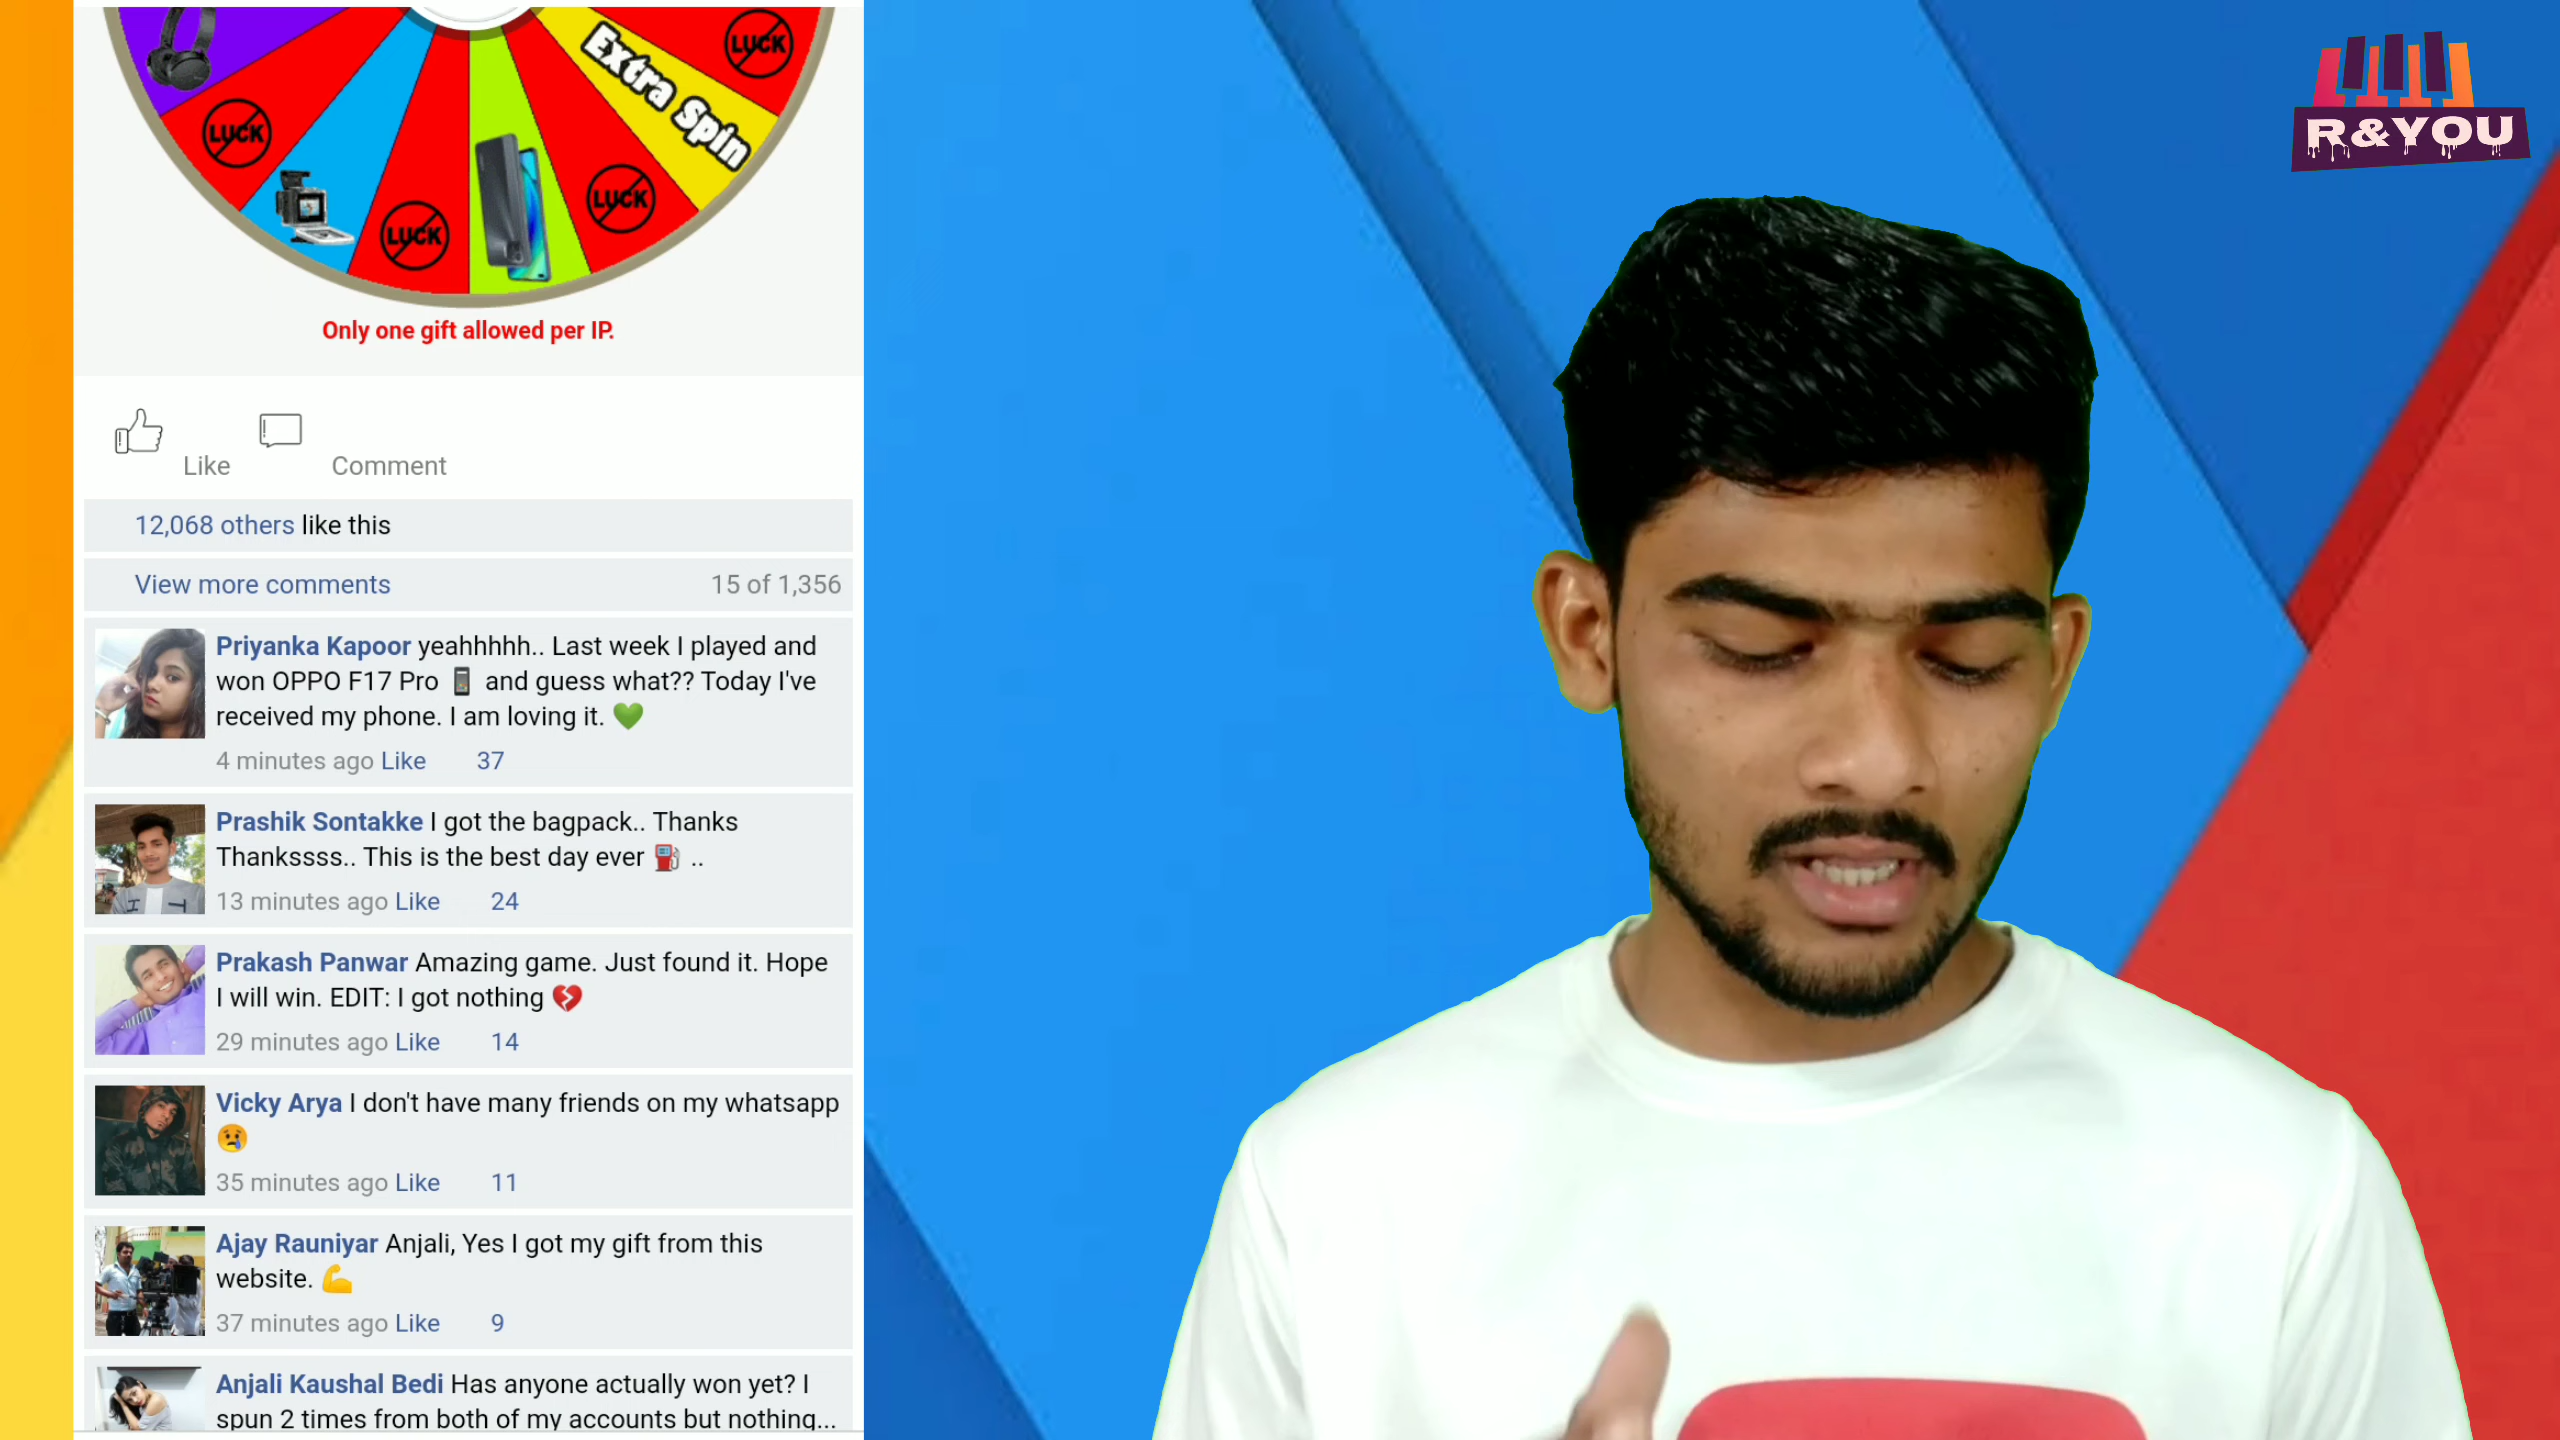 LUCK
Extra Spin
LUCK
LUCK
LUCK
R&YOU
Only one gift allowed per IP.
Like
Comment
12,068 others like this
View more comments 15 of 1,356
Priyanka Kapoor yeahhhhh.. Last week I played and
won OPPO F17 Pro 📱 and guess what?? Today I've
received my phone. I am loving it. 💚
4 minutes ago Like 37
Prashik Sontakke I got the bagpack.. Thanks
Thankssss.. This is the best day ever ⛽ ..
13 minutes ago Like 24
Prakash Panwar Amazing game. Just found it. Hope
I will win. EDIT: I got nothing 💔
29 minutes ago Like 14
Vicky Arya I don't have many friends on my whatsapp
😢
35 minutes ago Like 11
Ajay Rauniyar Anjali, Yes I got my gift from this
website. 💪
37 minutes ago Like 9
Anjali Kaushal Bedi Has anyone actually won yet? I
spun 2 times from both of my accounts but nothing...